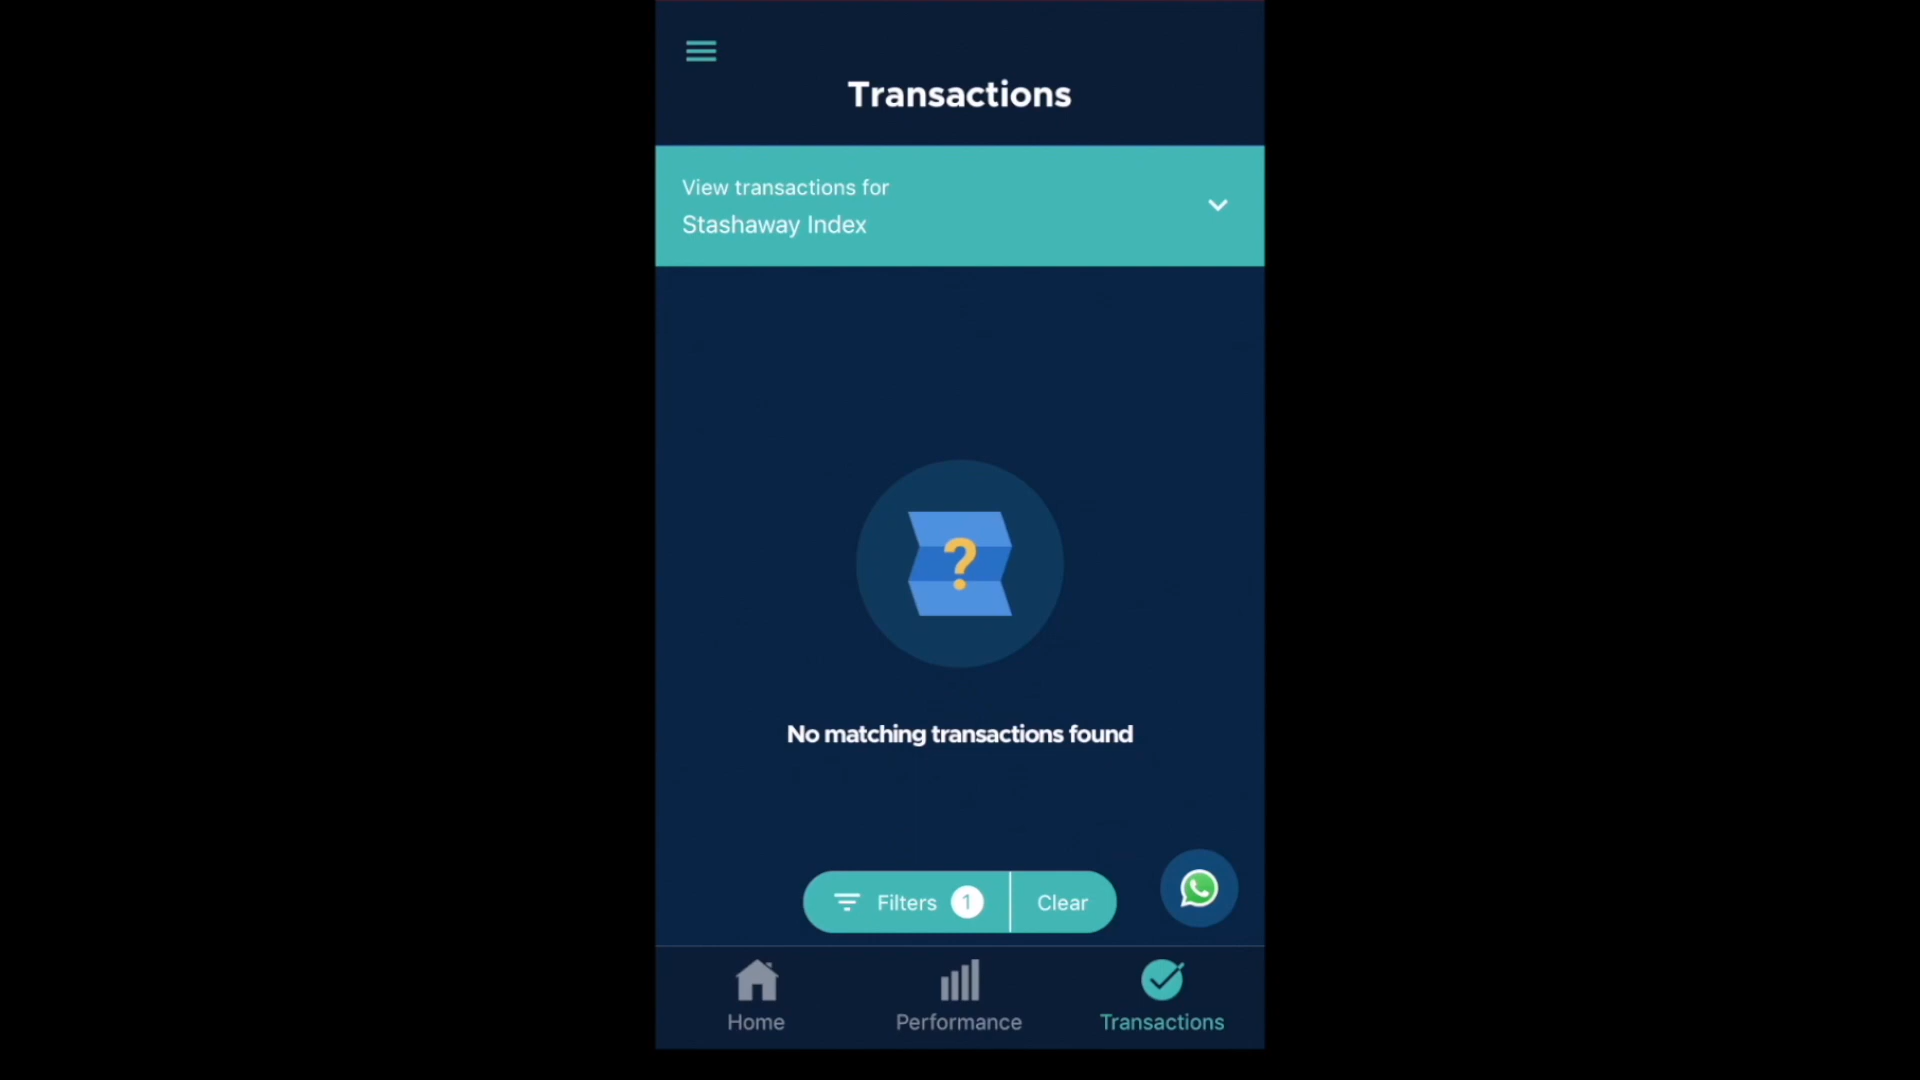 Transactions
View transactions for
Stashaway Index
?
No matching transactions found
Filters 1 Clear
Home Performance Transactions